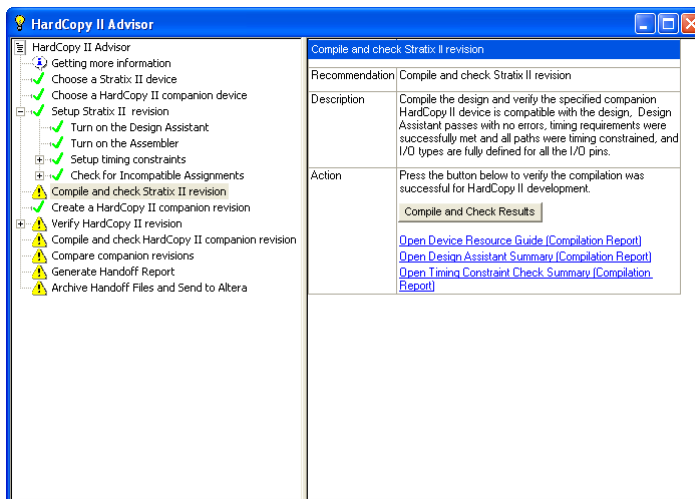 HardCopy II Advisor
HardCopy II Advisor
Getting more information
Choose a Stratix II device
Choose a HardCopy II companion device
Setup Stratix II revision
Turn on the Design Assistant
Turn on the Assembler
Setup timing constraints
Check for Incompatible Assignments
Compile and check Stratix II revision
Create a HardCopy II companion revision
Verify HardCopy II revision
Compile and check HardCopy II companion revision
Compare companion revisions
Generate Handoff Report
Archive Handoff Files and Send to Altera
Compile and check Stratix II revision
Recommendation Compile and check Stratix II revision
Description Compile the design and verify the specified companion
HardCopy II device is compatible with the design, Design
Assistant passes with no errors, timing requirements were
successfully met and all paths were timing constrained, and
I/O types are fully defined for all the I/O pins.
Action Press the button below to verify the compilation was
successful for HardCopy II development.
Compile and Check Results
Open Device Resource Guide (Compilation Report)
Open Design Assistant Summary (Compilation Report)
Open Timing Constraint Check Summary (Compilation
Report)